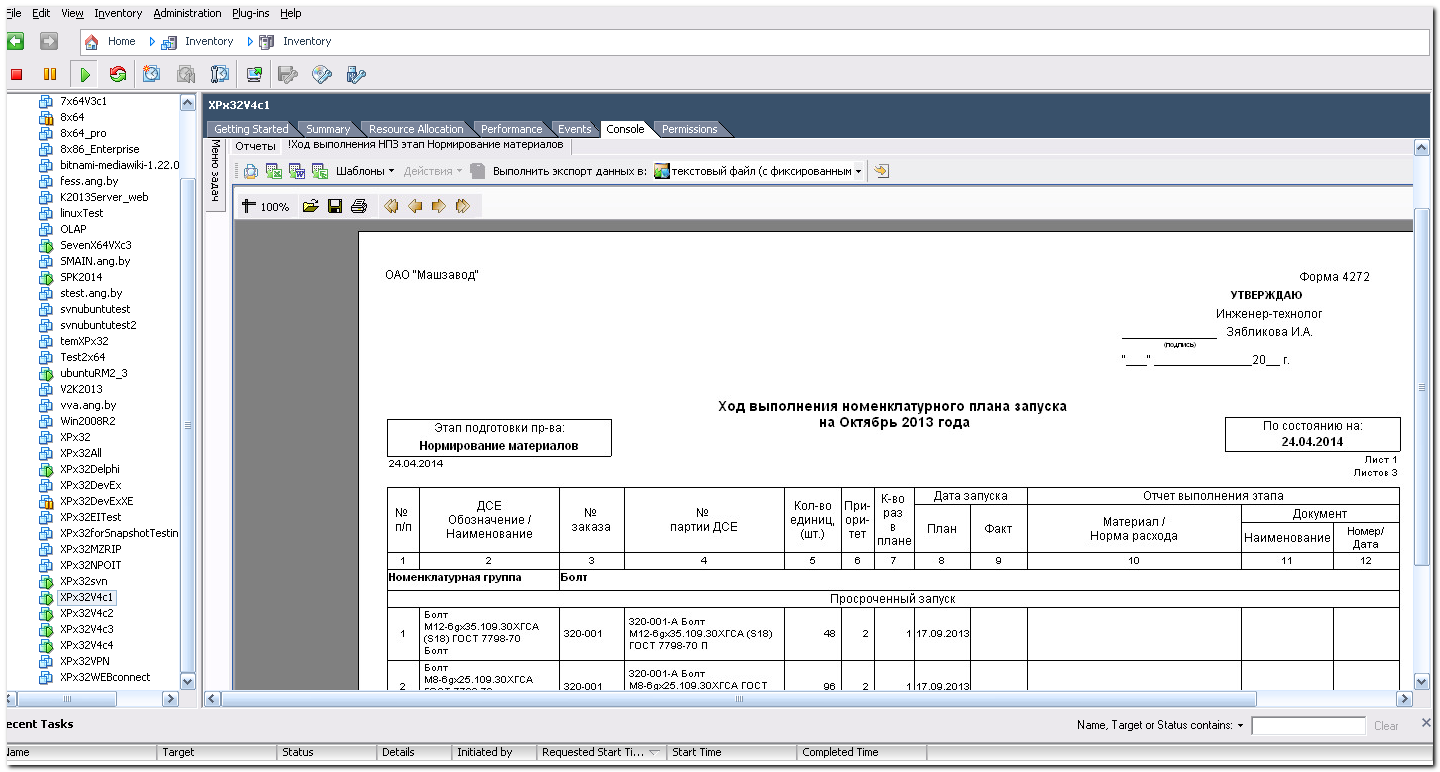 File Edit View Inventory Administration Plug-ins Help
Home Inventory Inventory
7x64V3c1
8x64
8x64_pro
8x86_Enterprise
bitnami-mediawiki-1.22.0
fess.ang.by
K2013Server_web
linuxTest
OLAP
SevenX64VXc3
SMAIN.ang.by
SPK2014
stest.ang.by
svnubuntutest
svnubuntutest2
temXPx32
Test2x64
ubuntuRM2_3
V2K2013
vva.ang.by
Win2008R2
XPx32
XPx32All
XPx32Delphi
XPx32DevEx
XPx32DevExXE
XPx32EITest
XPx32forSnapshotTestin
XPx32MZRIP
XPx32NPOIT
XPx32svn
XPx32V4c1
XPx32V4c2
XPx32V4c3
XPx32V4c4
XPx32VPN
XPx32WEBconnect
XPx32V4c1
Getting Started Summary Resource Allocation Performance Events Console Permissions
Меню задач
Отчеты !Ход выполнения НПЗ этап Нормирование материалов
Шаблоны Действия Выполнить экспорт данных в: текстовый файл (с фиксированным
100%
ОАО "Машзавод"
Форма 4272
УТВЕРЖДАЮ
Инженер-технолог
Зябликова И.А.
(подпись)
"___" ______________20__ г.
Ход выполнения номенклатурного плана запуска
на Октябрь 2013 года
Этап подготовки пр-ва:
Нормирование материалов
По состоянию на:
24.04.2014
24.04.2014
Лист 1
Листов 3
№ п/п
ДСЕ
Обозначение /
Наименование
№
заказа
№
партии ДСЕ
Кол-во
единиц,
(шт.)
При-
ори-
тет
К-во
раз
в
плане
Дата запуска
План Факт
Отчет выполнения этапа
Материал /
Норма расхода
Документ
Наименование
Номер/
Дата
1 2 3 4 5 6 7 8 9 10 11 12
Номенклатурная группа Болт
Просроченный запуск
1
Болт
М12-6gх35.109.30ХГСА
(S18) ГОСТ 7798-70
Болт
320-001
320-001-А Болт
М12-6gх35.109.30ХГСА (S18)
ГОСТ 7798-70 П
48 2 1 17.09.2013
2
Болт
М8-6gх25.109.30ХГСА
320-001
320-001-А Болт
М8-6gх25.109.30ХГСА ГОСТ
96 2 1 17.09.2013
ecent Tasks
Name, Target or Status contains: Clear
Name Target Status Details Initiated by Requested Start Ti... Start Time Completed Time